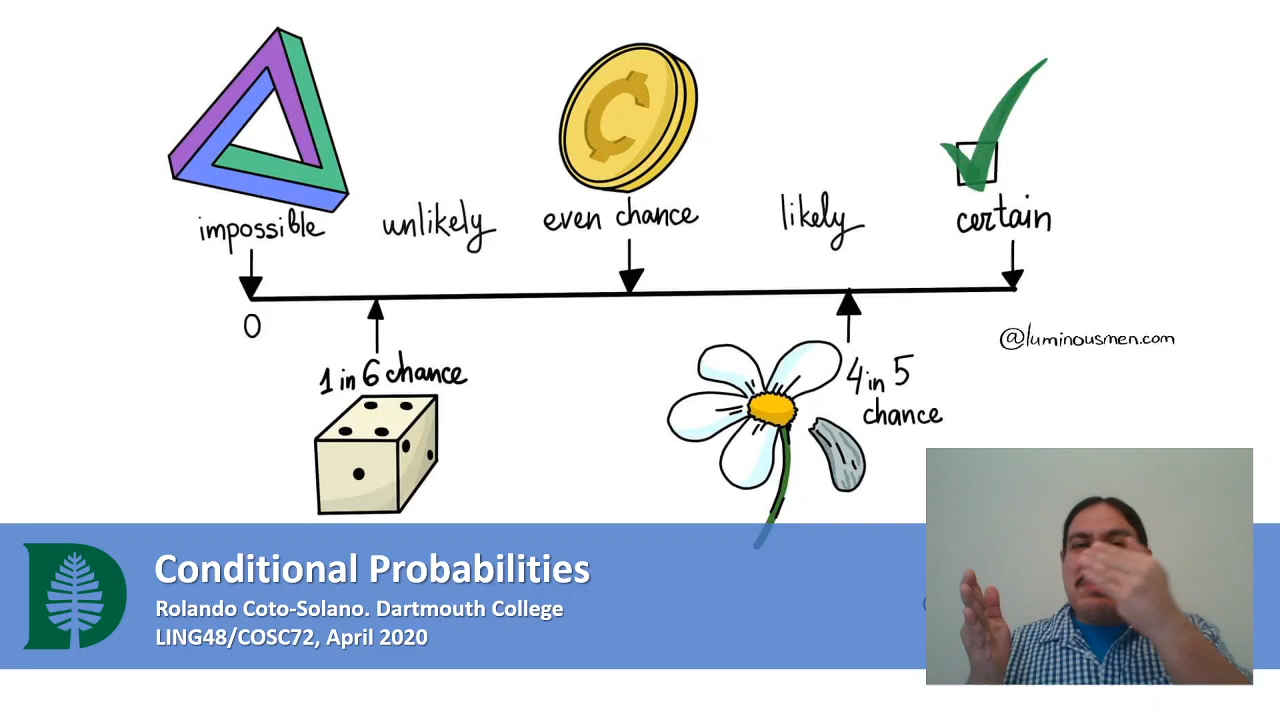 impossible
unlikely
even chance
likely
certain
0
@luminousmen.com
1 in 6 chance
4 in 5
chance
Conditional Probabilities
Rolando Coto-Solano. Dartmouth College
LING48/COSC72, April 2020